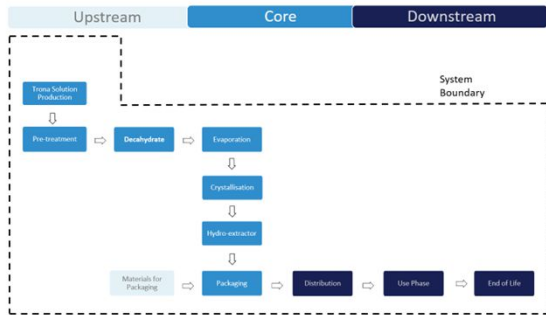 Upstream
Core
Downstream
System
Boundary
Trona Solution
Production
Pre-treatment
Decahydrate
Evaporation
Crystallisation
Hydro-extractor
Materials for
Packaging
Packaging
Distribution
Use Phase
End of Life